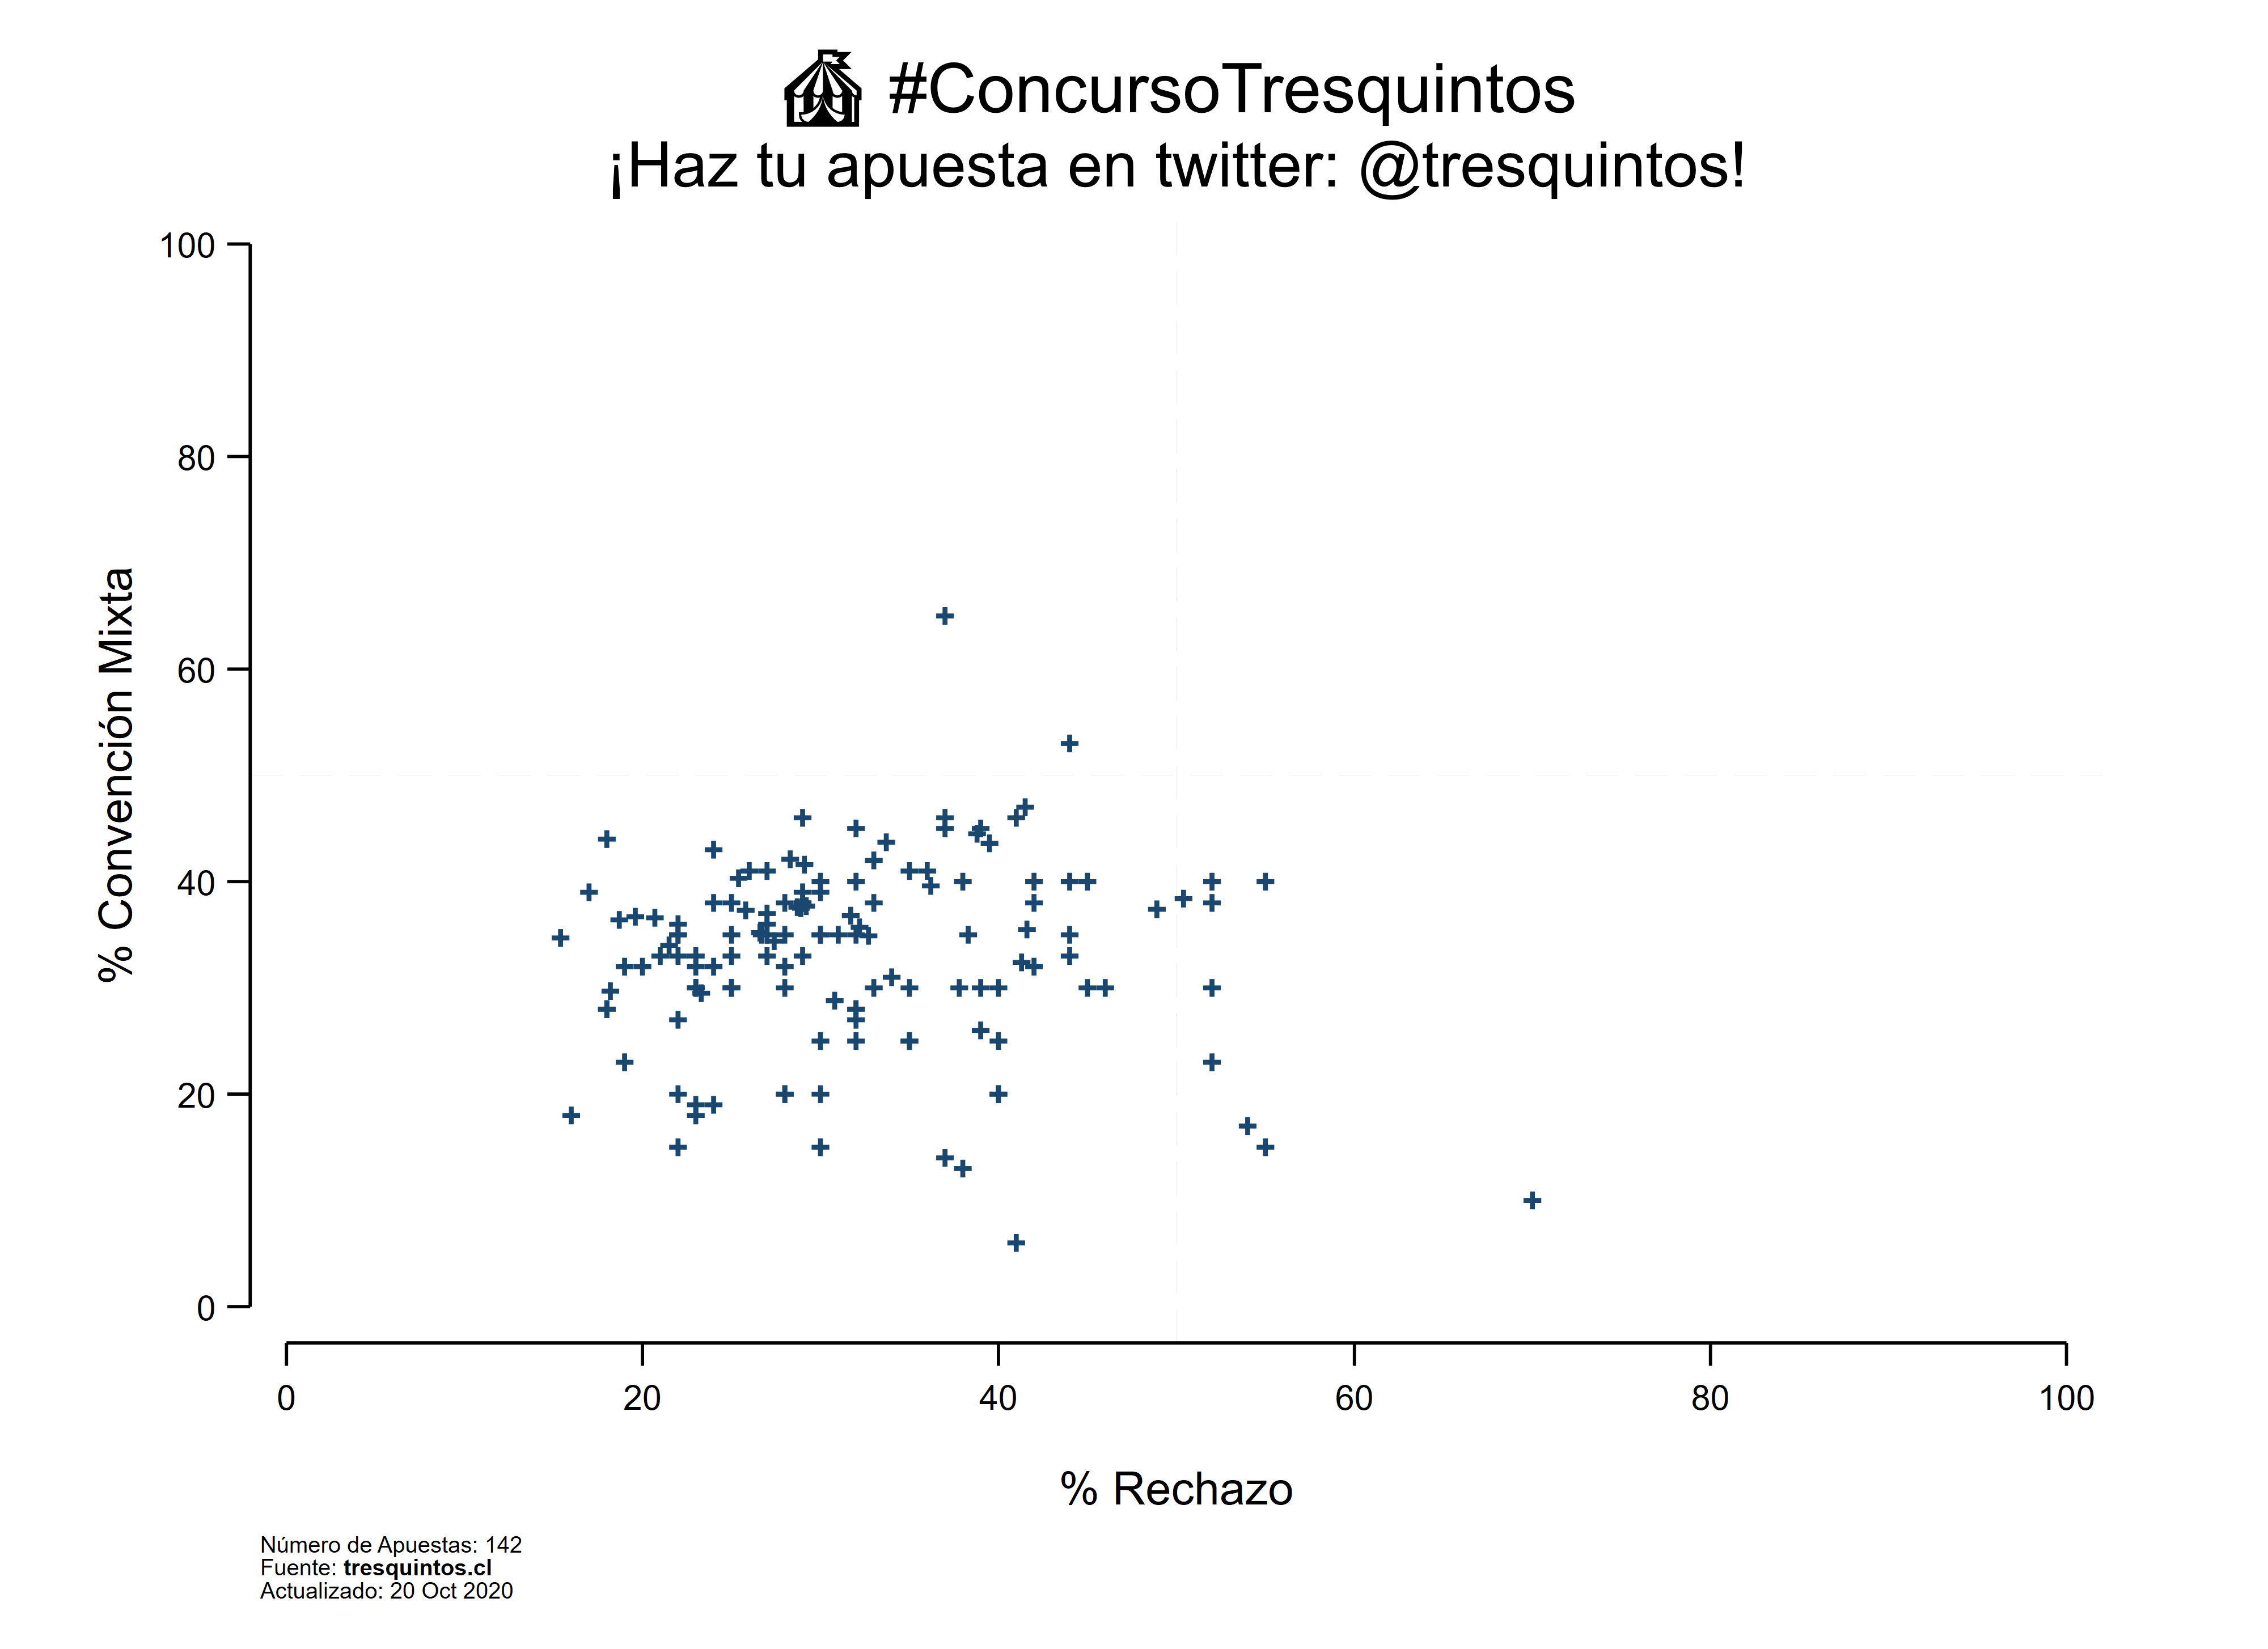 #ConcursoTresquintos
¡Haz tu apuesta en twitter: @tresquintos!
100
80
60
40
20
0
% Convención Mixta
0 20 40 60 80 100
% Rechazo
Número de Apuestas: 142
Fuente: tresquintos.cl
Actualizado: 20 Oct 2020